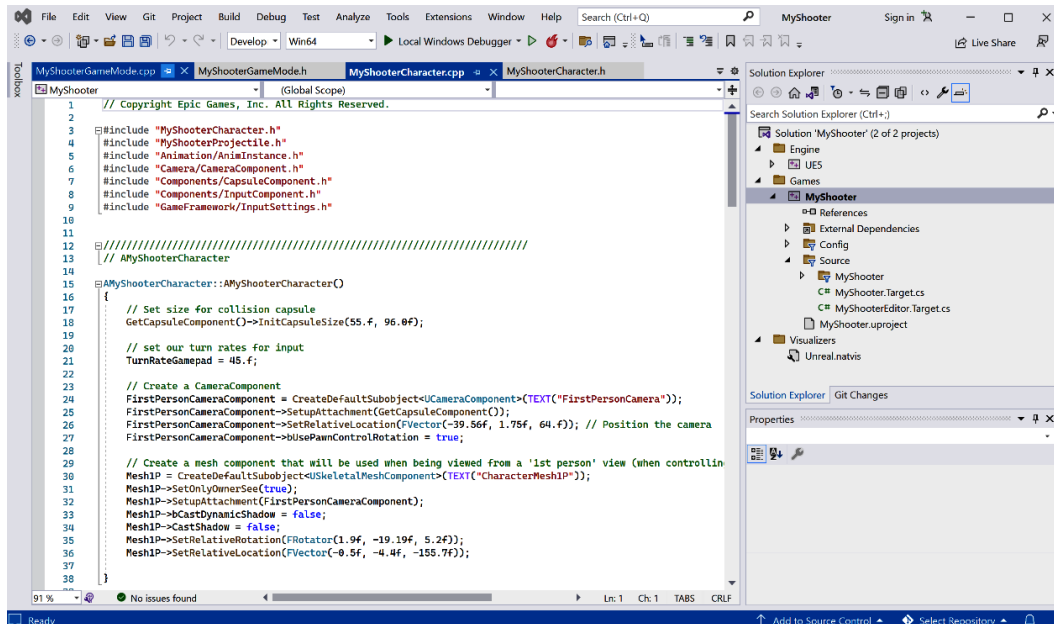 File Edit View Git Project Build Debug Test Analyze Tools Extensions Window Help Search (Ctrl+Q) MyShooter Sign in
Develop Win64 Local Windows Debugger Live Share
Toolbox
MyShooterGameMode.cpp MyShooterGameMode.h MyShooterCharacter.cpp MyShooterCharacter.h
MyShooter (Global Scope)
1 // Copyright Epic Games, Inc. All Rights Reserved.
2
3 #include "MyShooterCharacter.h"
4 #include "MyShooterProjectile.h"
5 #include "Animation/AnimInstance.h"
6 #include "Camera/CameraComponent.h"
7 #include "Components/CapsuleComponent.h"
8 #include "Components/InputComponent.h"
9 #include "GameFramework/InputSettings.h"
10
11
12 //////////////////////////////////////////////////////////////////////////
13 // AMyShooterCharacter
14
15 AMyShooterCharacter::AMyShooterCharacter()
16 {
17 // Set size for collision capsule
18 GetCapsuleComponent()->InitCapsuleSize(55.f, 96.0f);
19
20 // set our turn rates for input
21 TurnRateGamepad = 45.f;
22
23 // Create a CameraComponent
24 FirstPersonCameraComponent = CreateDefaultSubobject<UCameraComponent>(TEXT("FirstPersonCamera"));
25 FirstPersonCameraComponent->SetupAttachment(GetCapsuleComponent());
26 FirstPersonCameraComponent->SetRelativeLocation(FVector(-39.56f, 1.75f, 64.f)); // Position the camera
27 FirstPersonCameraComponent->bUsePawnControlRotation = true;
28
29 // Create a mesh component that will be used when being viewed from a '1st person' view (when controllin
30 Mesh1P = CreateDefaultSubobject<USkeletalMeshComponent>(TEXT("CharacterMesh1P"));
31 Mesh1P->SetOnlyOwnerSee(true);
32 Mesh1P->SetupAttachment(FirstPersonCameraComponent);
33 Mesh1P->bCastDynamicShadow = false;
34 Mesh1P->CastShadow = false;
35 Mesh1P->SetRelativeRotation(FRotator(1.9f, -19.19f, 5.2f));
36 Mesh1P->SetRelativeLocation(FVector(-0.5f, -4.4f, -155.7f));
37
38 }
91 % No issues found Ln: 1 Ch: 1 TABS CRLF
Solution Explorer
Search Solution Explorer (Ctrl+;)
Solution 'MyShooter' (2 of 2 projects)
Engine
UE5
Games
MyShooter
References
External Dependencies
Config
Source
MyShooter
C# MyShooter.Target.cs
C# MyShooterEditor.Target.cs
MyShooter.uproject
Visualizers
Unreal.natvis
Solution Explorer Git Changes
Properties
Ready Add to Source Control Select Repository